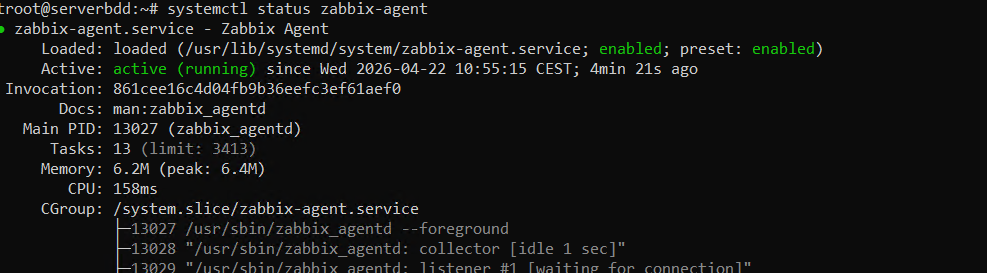 troot@serverbdd:~# systemctl status zabbix-agent
● zabbix-agent.service - Zabbix Agent
Loaded: loaded (/usr/lib/systemd/system/zabbix-agent.service; enabled; preset: enabled)
Active: active (running) since Wed 2026-04-22 10:55:15 CEST; 4min 21s ago
Invocation: 861cee16c4d04fb9b36eefc3ef61aef0
Docs: man:zabbix_agentd
Main PID: 13027 (zabbix_agentd)
Tasks: 13 (limit: 3413)
Memory: 6.2M (peak: 6.4M)
CPU: 158ms
CGroup: /system.slice/zabbix-agent.service
├─13027 /usr/sbin/zabbix_agentd --foreground
├─13028 "/usr/sbin/zabbix_agentd: collector [idle 1 sec]"
├─13029 "/usr/sbin/zabbix_agentd: listener #1 [waiting for connection]"